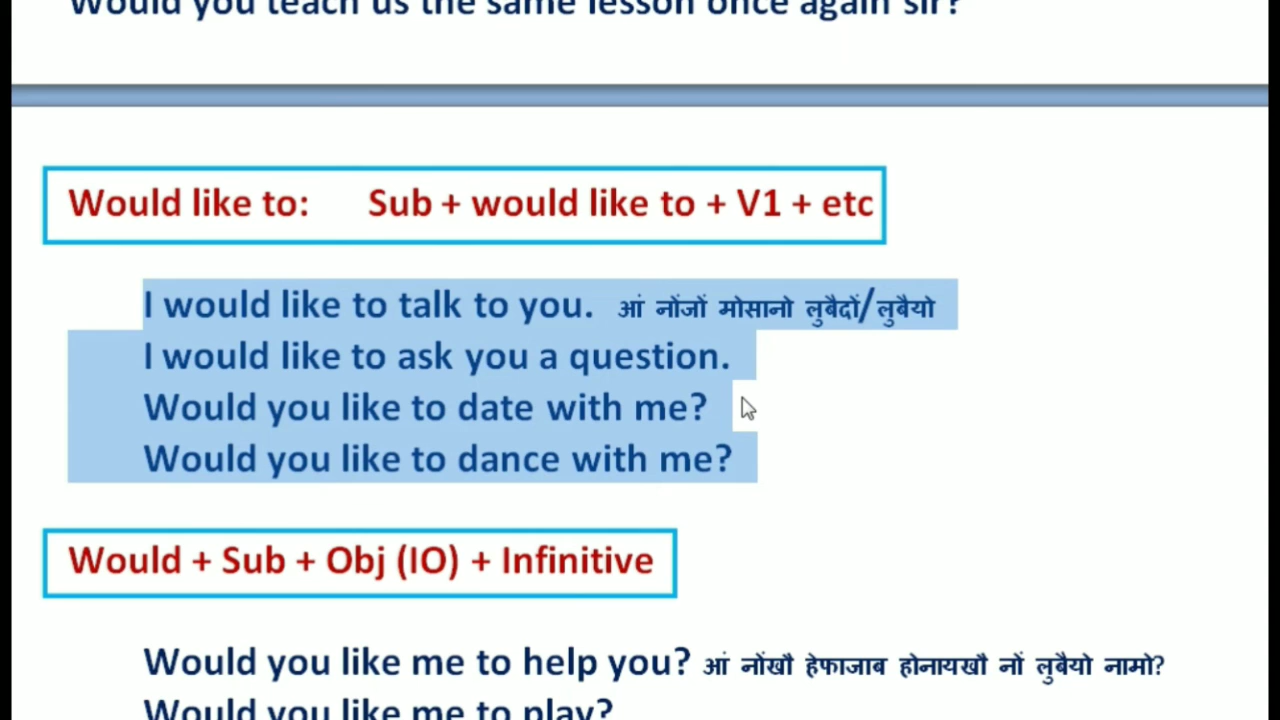 Would you teach us the same lesson once again sir?
Would like to: Sub + would like to + V1 + etc
I would like to talk to you. आं नोंजों मोसानो लुबैदों/लुबैयो
I would like to ask you a question.
Would you like to date with me?
Would you like to dance with me?
Would + Sub + Obj (IO) + Infinitive
Would you like me to help you? आं नोंखौ हेफाजाब होनायखौ नों लुबैयो नामो?
Would you like me to play?